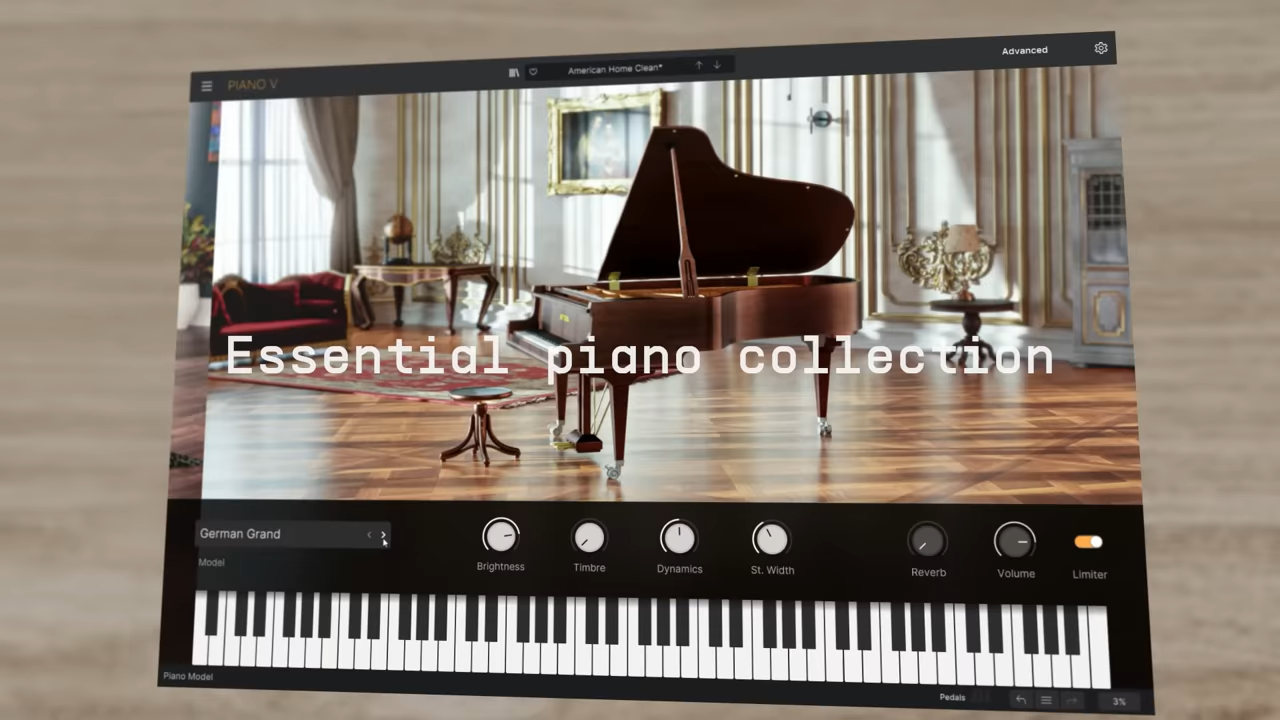 PIANO V
American Home Clean*
Advanced
Essential piano collection
German Grand
Model
Brightness
Timbre
Dynamics
St. Width
Reverb
Volume
Limiter
Piano Model
Pedals
3%